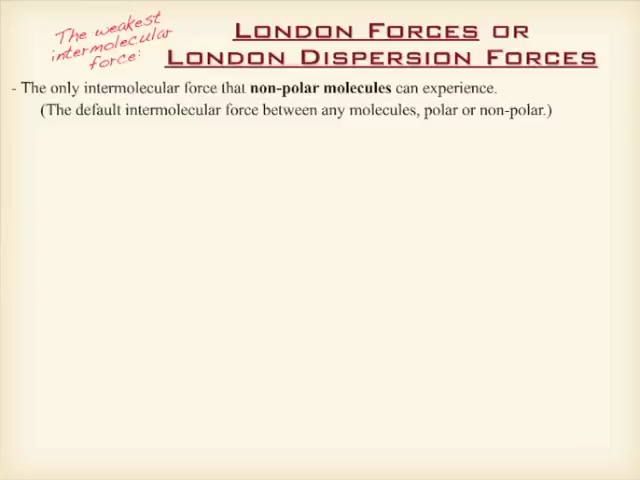 The weakest
intermolecular
force:
London Forces or
London Dispersion Forces
- The only intermolecular force that non-polar molecules can experience.
(The default intermolecular force between any molecules, polar or non-polar.)